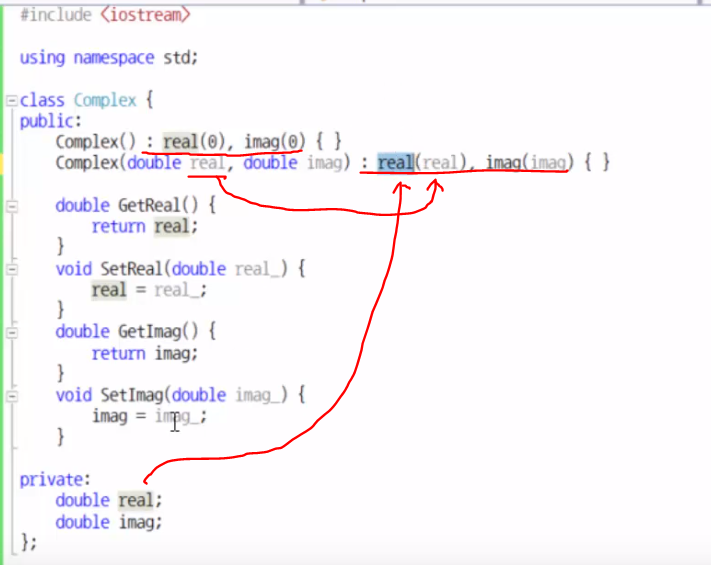 #include <iostream>
using namespace std;
class Complex {
public:
Complex() : real(0), imag(0) { }
Complex(double real, double imag) : real(real), imag(imag) { }
double GetReal() {
return real;
}
void SetReal(double real_) {
real = real_;
}
double GetImag() {
return imag;
}
void SetImag(double imag_) {
imag = imag_;
}
private:
double real;
double imag;
};